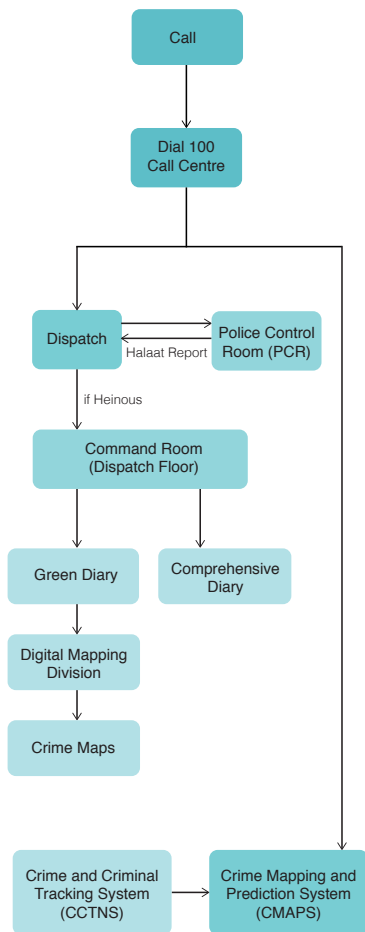 Call
Dial 100
Call Centre
Dispatch
Halaat Report
Police Control
Room (PCR)
if Heinous
Command Room
(Dispatch Floor)
Green Diary
Comprehensive
Diary
Digital Mapping
Division
Crime Maps
Crime and Criminal
Tracking System
(CCTNS)
Crime Mapping and
Prediction System
(CMAPS)